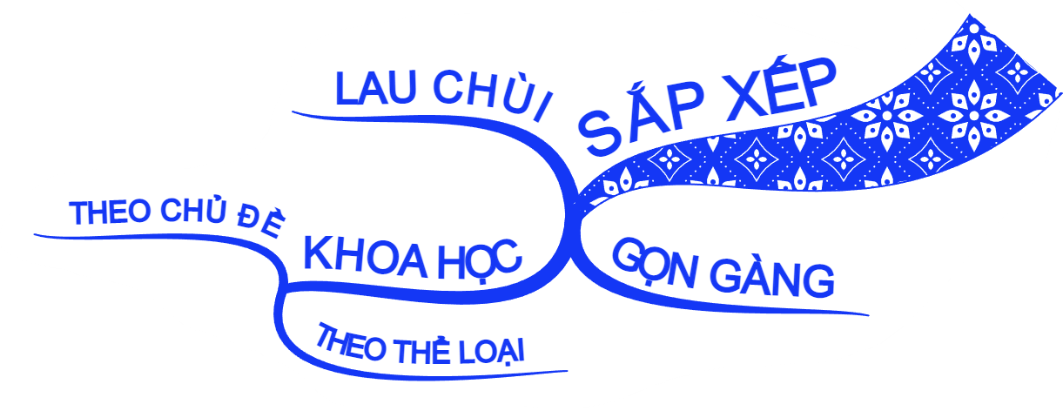 LAU CHÙI
SẮP XẾP
THEO CHỦ ĐỀ
KHOA HỌC
GỌN GÀNG
THEO THỂ LOẠI